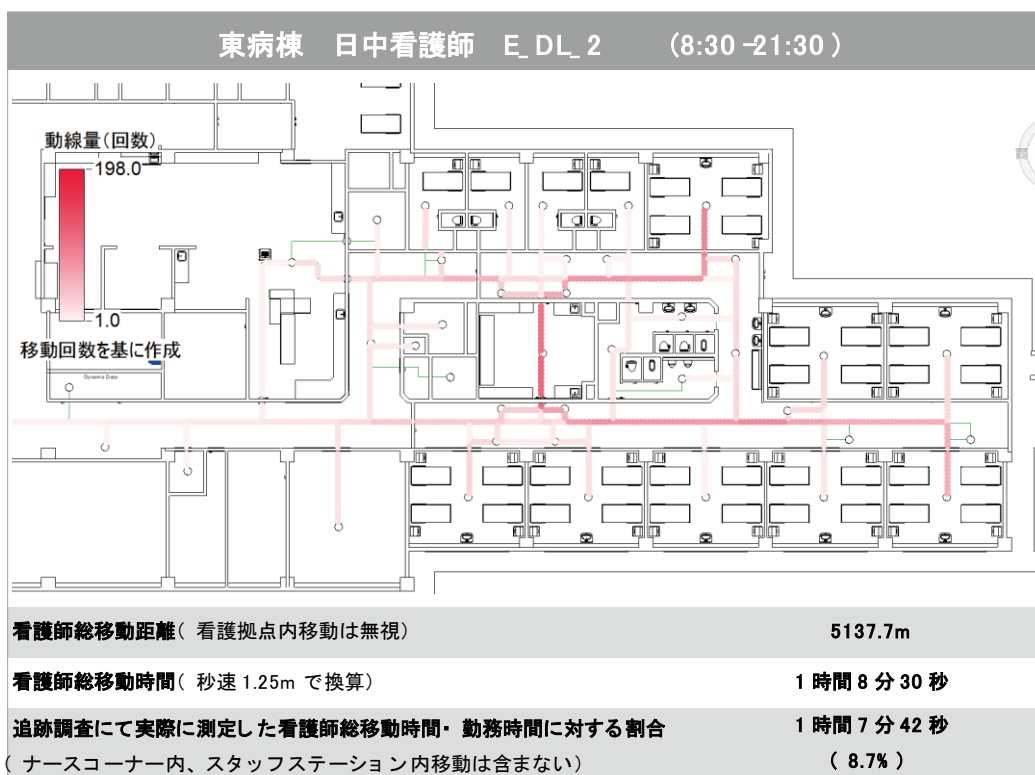 東病棟 日中看護師 E_DL_2 (8:30-21:30)
動線量(回数)
198.0
1.0
移動回数を基に作成
Dynamo Data
看護師総移動距離( 看護拠点内移動は無視) 5137.7m
看護師総移動時間( 秒速 1.25m で換算) 1 時間 8 分 30 秒
追跡調査にて実際に測定した看護師総移動時間・ 勤務時間に対する割合 1 時間 7 分 42 秒
( ナースコーナー内、スタッフステーション内移動は含まない) ( 8.7% )